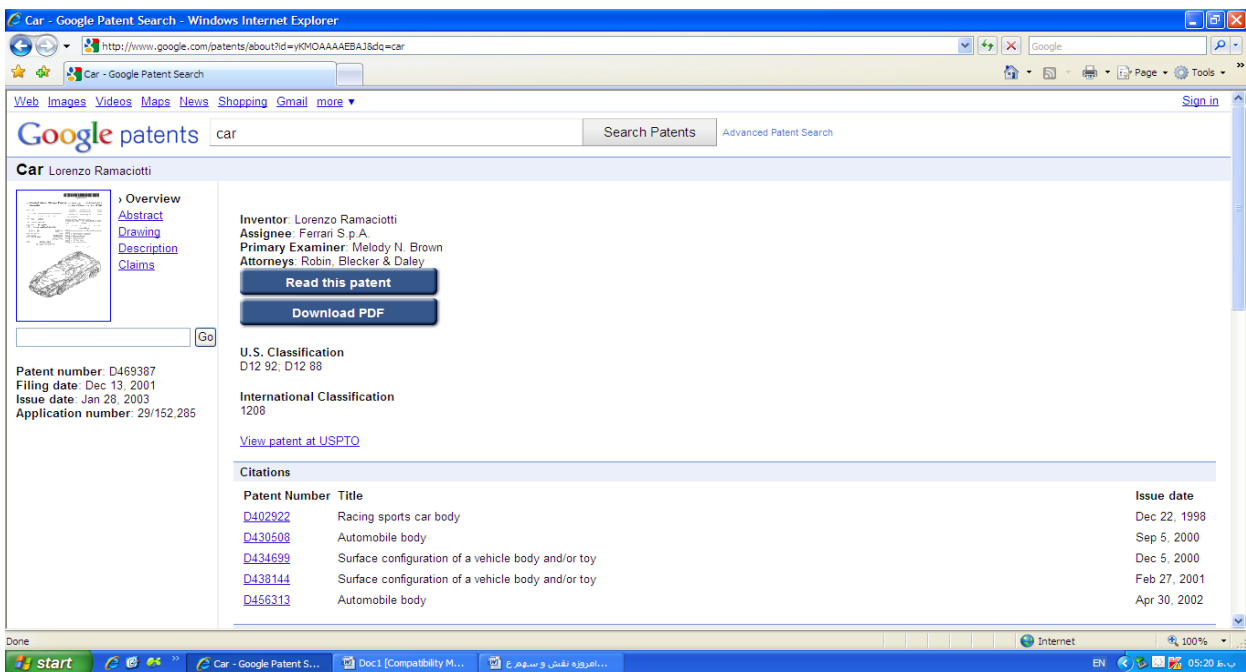 Car - Google Patent Search - Windows Internet Explorer
http://www.google.com/patents/about?id=yKMOAAAAEBAJ&dq=car
Google
Car - Google Patent Search
Page Tools »
Web Images Videos Maps News Shopping Gmail more ▼
Sign in
Google patents car Search Patents Advanced Patent Search
Car Lorenzo Ramaciotti
› Overview
Abstract
Drawing
Description
Claims
Go
Patent number: D469387
Filing date: Dec 13, 2001
Issue date: Jan 28, 2003
Application number: 29/152,285
Inventor: Lorenzo Ramaciotti
Assignee: Ferrari S.p.A.
Primary Examiner: Melody N. Brown
Attorneys: Robin, Blecker & Daley
Read this patent
Download PDF
U.S. Classification
D12 92; D12 88
International Classification
1208
View patent at USPTO
Citations
Patent Number Title Issue date
D402922 Racing sports car body Dec 22, 1998
D430508 Automobile body Sep 5, 2000
D434699 Surface configuration of a vehicle body and/or toy Dec 5, 2000
D438144 Surface configuration of a vehicle body and/or toy Feb 27, 2001
D456313 Automobile body Apr 30, 2002
Done Internet 100%
start » Car - Google Patent S... Doc1 [Compatibility M... امروزه نقش و سهم ع... EN 05:20 ب.ظ